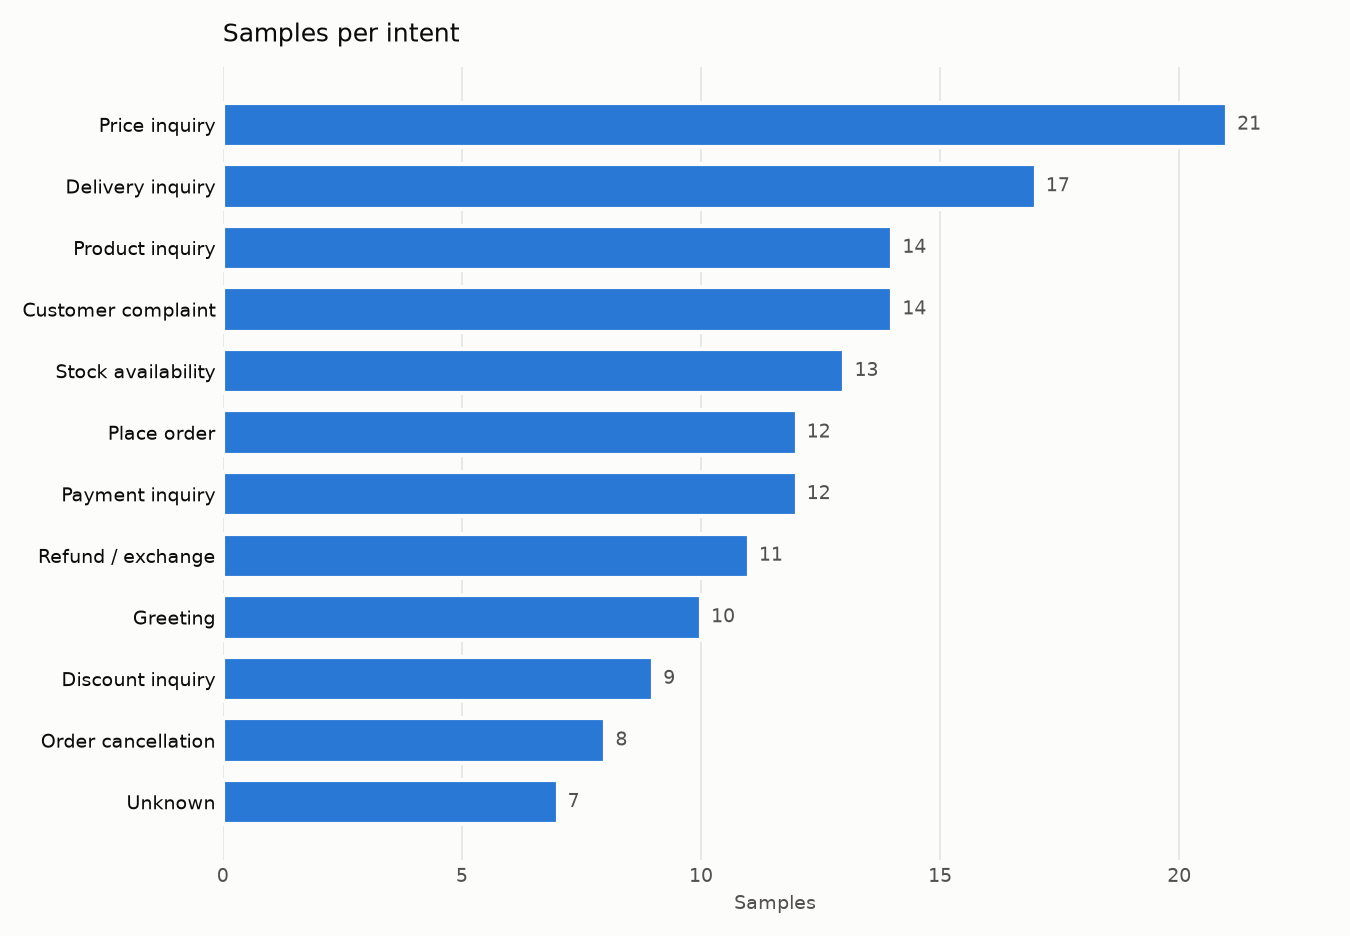 Samples per intent
Price inquiry 21
Delivery inquiry 17
Product inquiry 14
Customer complaint 14
Stock availability 13
Place order 12
Payment inquiry 12
Refund / exchange 11
Greeting 10
Discount inquiry 9
Order cancellation 8
Unknown 7
0 5 10 15 20
Samples